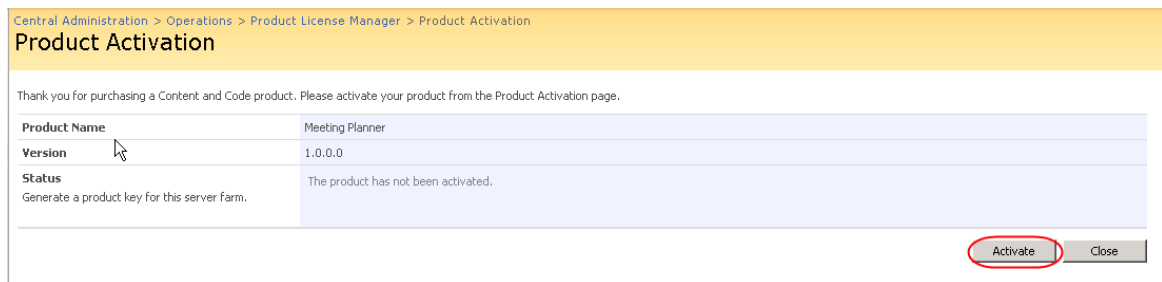 Central Administration > Operations > Product License Manager > Product Activation
Product Activation
Thank you for purchasing a Content and Code product. Please activate your product from the Product Activation page.
Product Name Meeting Planner
Version 1.0.0.0
Status The product has not been activated.
Generate a product key for this server farm.
Activate Close